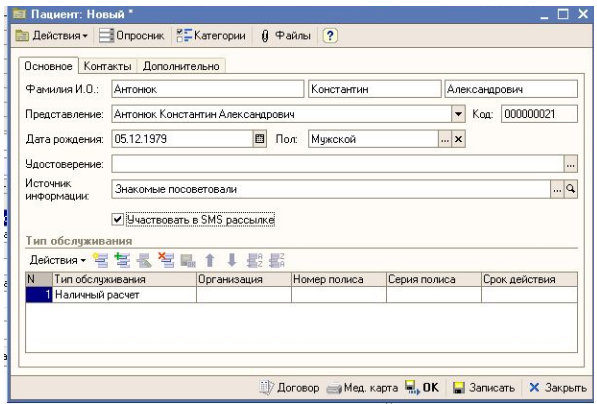 Пациент: Новый *
Действия Опросник Категории Файлы ?
Основное Контакты Дополнительно
Фамилия И.О.: Антонюк Константин Александрович
Представление: Антонюк Константин Александрович Код: 000000021
Дата рождения: 05.12.1979 Пол: Мужской ... ×
Удостоверение: ...
Источник
информации: Знакомые посоветовали ...
Участвовать в SMS рассылке
Тип обслуживания
Действия
N Тип обслуживания Организация Номер полиса Серия полиса Срок действия
1 Наличный расчет
Договор Мед. карта OK Записать Закрыть